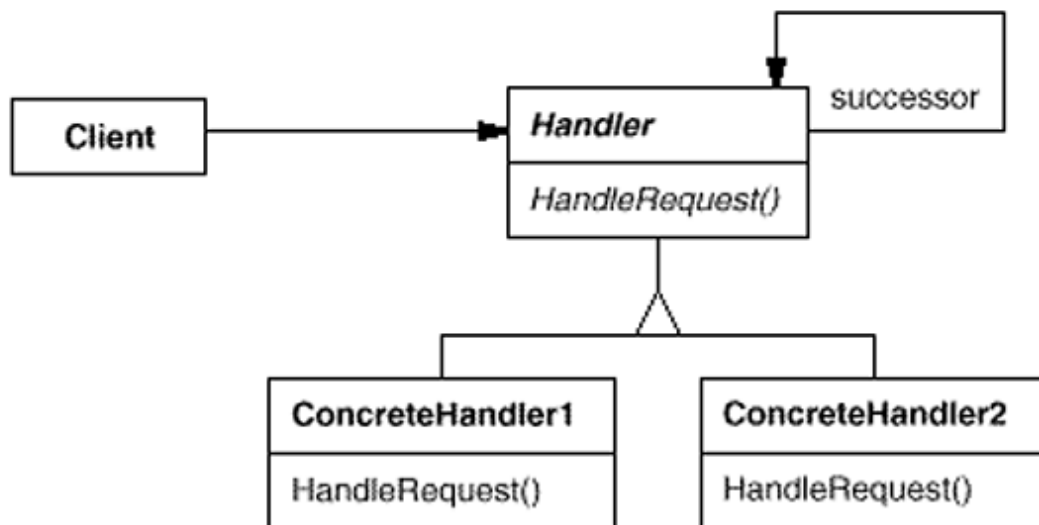 successor
Client
Handler
HandleRequest()
ConcreteHandler1
ConcreteHandler2
HandleRequest()
HandleRequest()